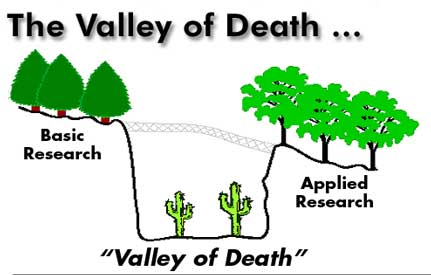 The Valley of Death ...
Basic
Research
Applied
Research
“Valley of Death”